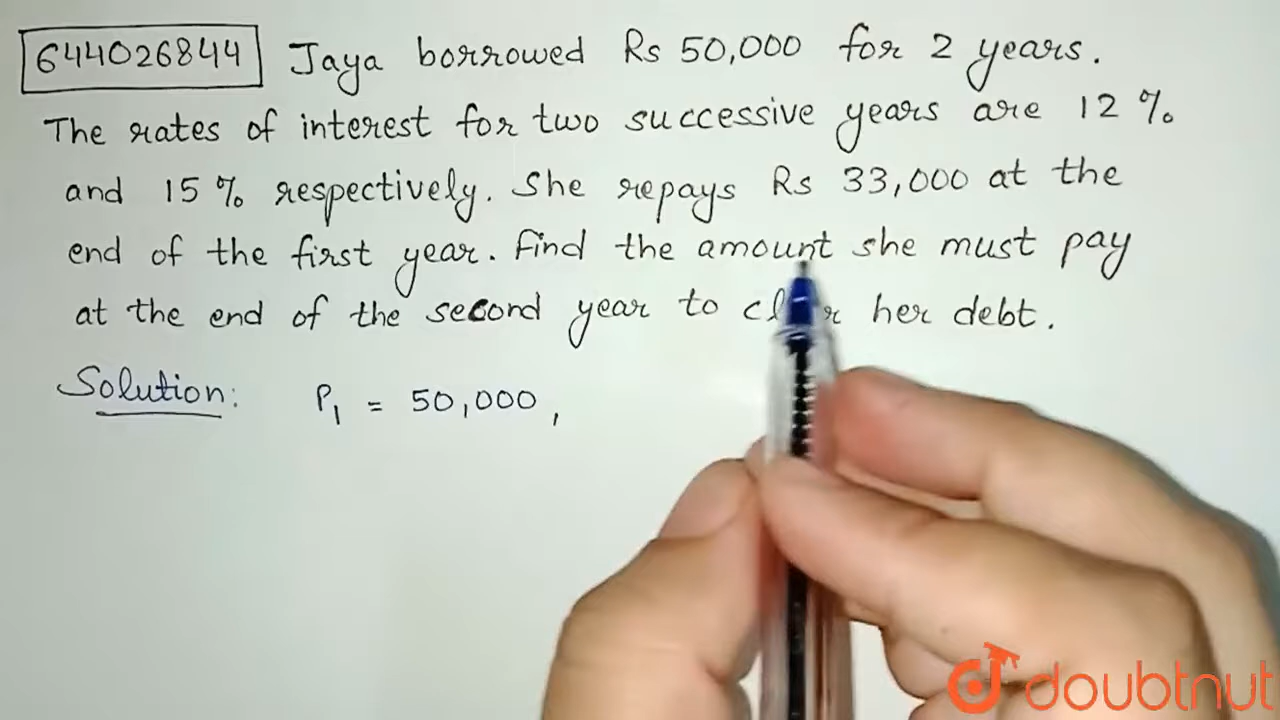 644026844 Jaya borrowed Rs 50,000 for 2 years.
The rates of interest for two successive years are 12 %
and 15 % respectively. She repays Rs 33,000 at the
end of the first year. Find the amount she must pay
at the end of the second year to her debt.
Solution: P1 = 50,000,
doubtnut